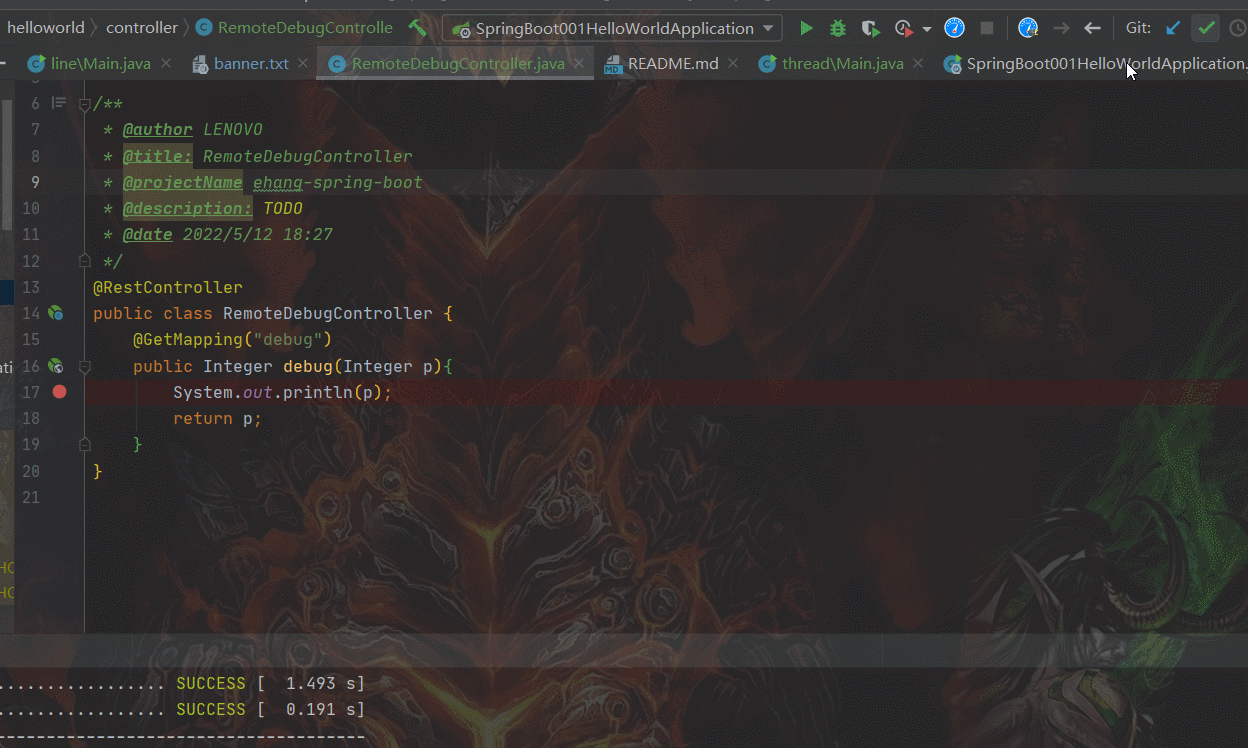 helloworld controller RemoteDebugControlle SpringBoot001HelloWorldApplication Git:
line\Main.java banner.txt RemoteDebugController.java README.md thread\Main.java SpringBoot001HelloWorldApplication.
6 /**
7 * @author LENOVO
8 * @title: RemoteDebugController
9 * @projectName ehang-spring-boot
10 * @description: TODO
11 * @date 2022/5/12 18:27
12 */
13 @RestController
14 public class RemoteDebugController {
15 @GetMapping("debug")
16 public Integer debug(Integer p){
17 System.out.println(p);
18 return p;
19 }
20 }
21
................. SUCCESS [  1.493 s]
................. SUCCESS [  0.191 s]
------------------------------------